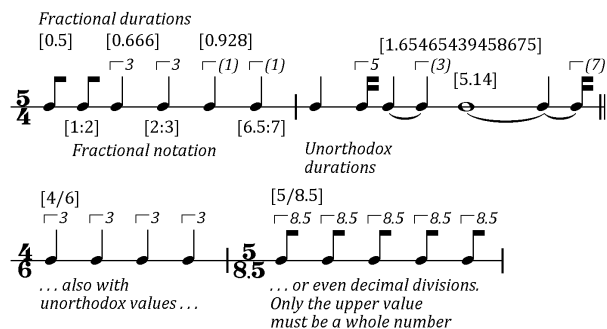 Fractional durations
[0.5] [0.666] [0.928] [1.65465439458675]
3 3 (1) (1) 5 (3) (7)
[5.14]
5
4
[1:2] [2:3] [6.5:7]
Fractional notation
Unorthodox
durations
[4/6] [5/8.5]
3 3 3 3 8.5 8.5 8.5 8.5 8.5
4
6
5
8.5
. . . also with
unorthodox values . . .
. . . or even decimal divisions.
Only the upper value
must be a whole number